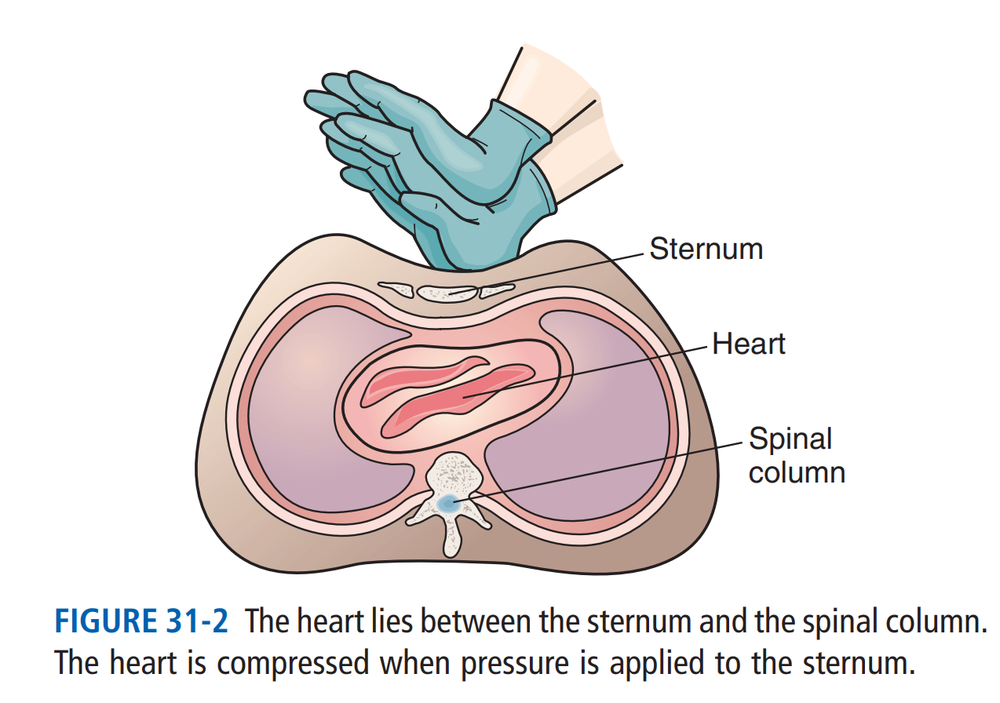 Sternum
Heart
Spinal
column
FIGURE 31-2 The heart lies between the sternum and the spinal column.
The heart is compressed when pressure is applied to the sternum.